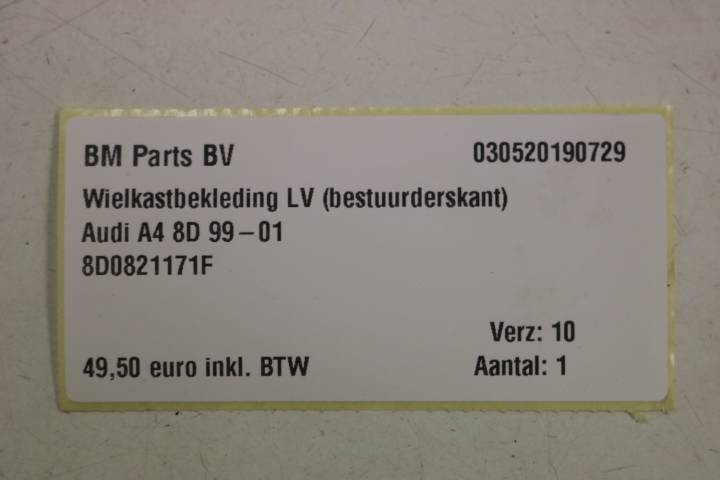 BM Parts BV 030520190729
Wielkastbekleding LV (bestuurderskant)
Audi A4 8D 99-01
8D0821171F
Verz: 10
49,50 euro inkl. BTW Aantal: 1